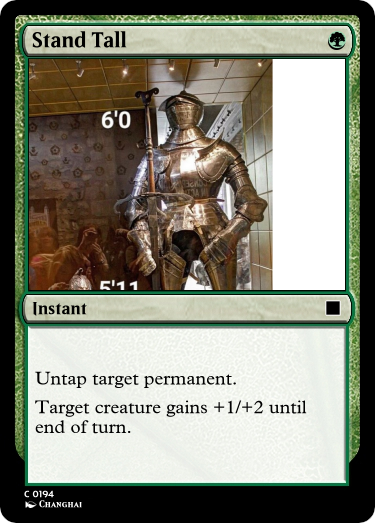 Stand Tall
6'0
5'11
Instant
Untap target permanent.
Target creature gains +1/+2 until
end of turn.
C 0194
Changhai